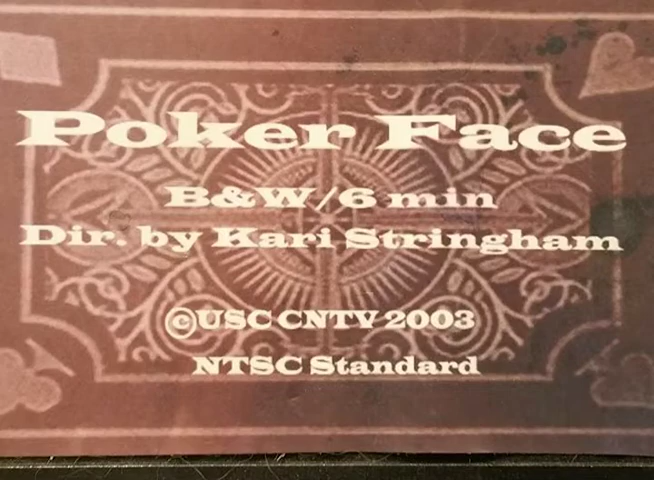 Poker Face
B&W/6 min
Dir. by Kari Stringham
©USC CNTV 2003
NTSC Standard